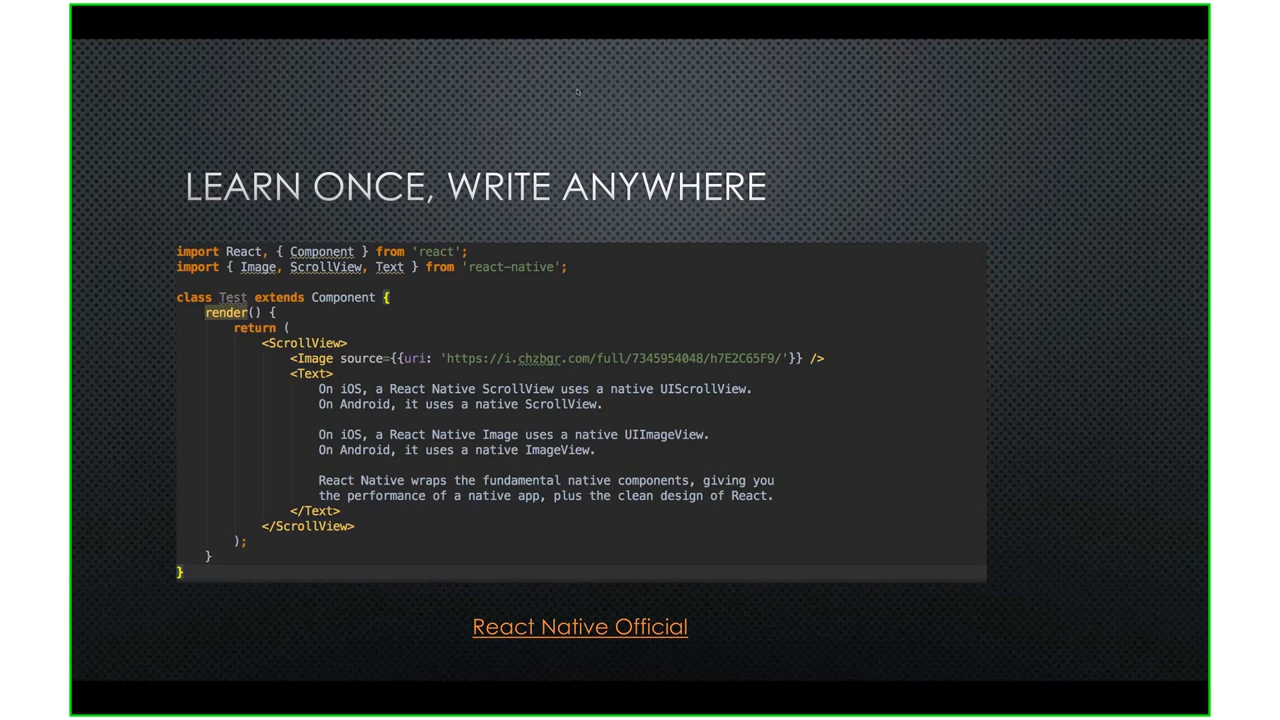 LEARN ONCE, WRITE ANYWHERE
import React, { Component } from 'react';
import { Image, ScrollView, Text } from 'react-native';
class Test extends Component {
render() {
return (
<ScrollView>
<Image source={{uri: 'https://i.chzbgr.com/full/7345954048/h7E2C65F9/'}} />
<Text>
On iOS, a React Native ScrollView uses a native UIScrollView.
On Android, it uses a native ScrollView.
On iOS, a React Native Image uses a native UIImageView.
On Android, it uses a native ImageView.
React Native wraps the fundamental native components, giving you
the performance of a native app, plus the clean design of React.
</Text>
</ScrollView>
);
}
}
React Native Official